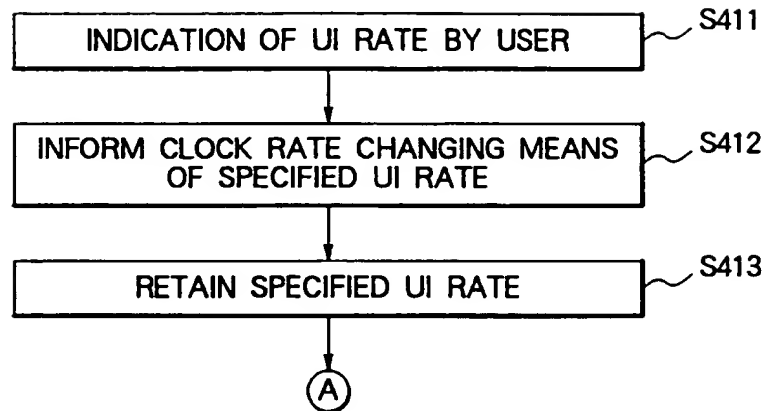 S411
INDICATION OF UI RATE BY USER
S412
INFORM CLOCK RATE CHANGING MEANS
OF SPECIFIED UI RATE
S413
RETAIN SPECIFIED UI RATE
A